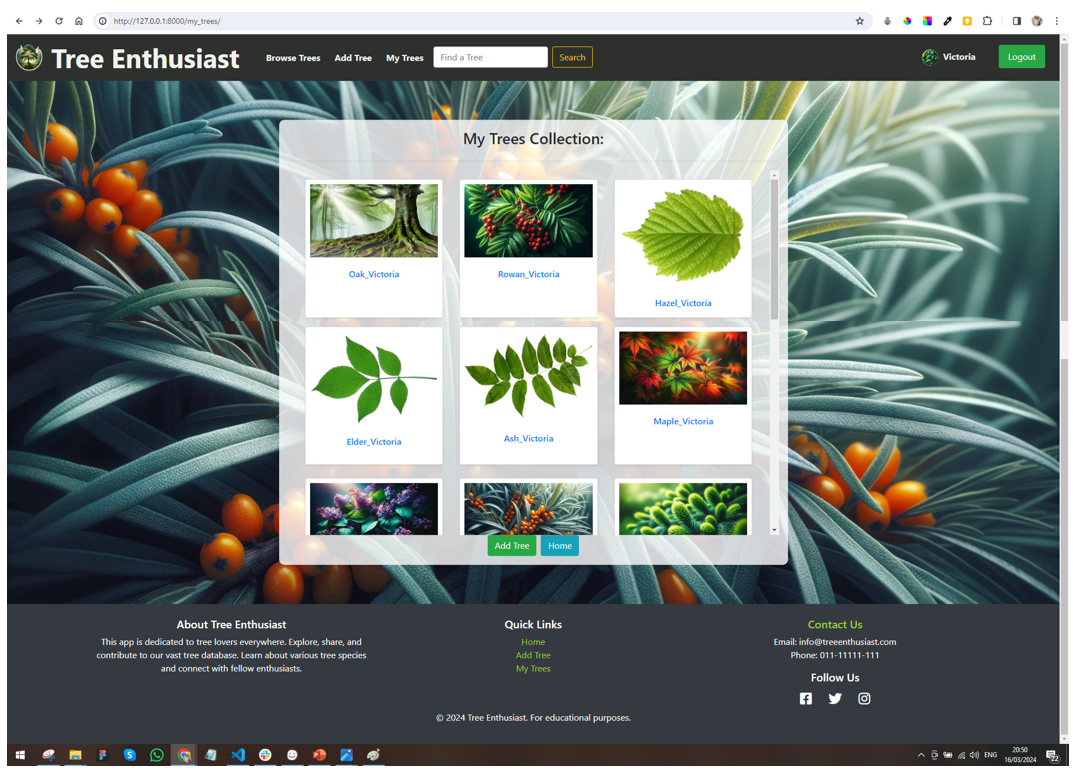 http://127.0.0.1:8000/my_trees/
Tree Enthusiast
Browse Trees
Add Tree
My Trees
Find a Tree
Search
Victoria
Logout
My Trees Collection:
Oak_Victoria
Rowan_Victoria
Hazel_Victoria
Elder_Victoria
Ash_Victoria
Maple_Victoria
Add Tree
Home
About Tree Enthusiast
This app is dedicated to tree lovers everywhere. Explore, share, and
contribute to our vast tree database. Learn about various tree species
and connect with fellow enthusiasts.
Quick Links
Home
Add Tree
My Trees
Contact Us
Email: info@treeenthusiast.com
Phone: 011-11111-111
Follow Us
© 2024 Tree Enthusiast. For educational purposes.
ENG
20:50
16/03/2024
22